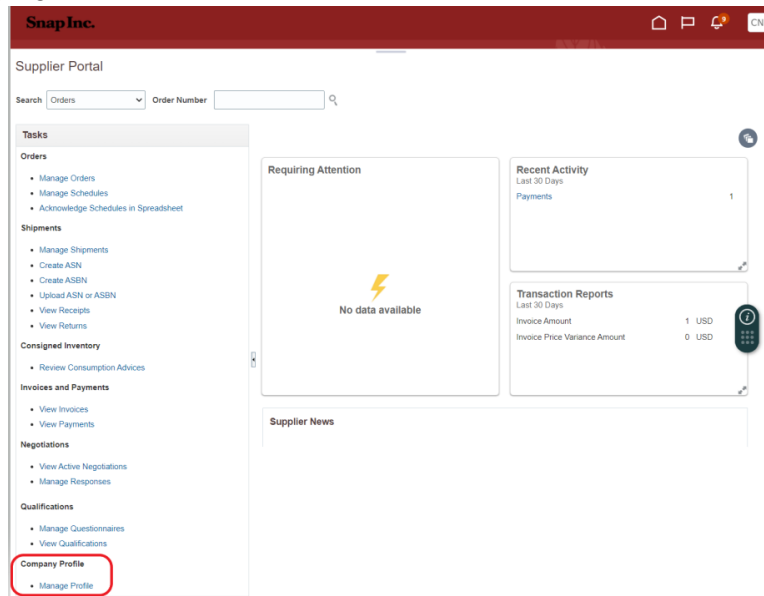 Snap Inc.
9
CN
Supplier Portal
Search Orders Order Number
Tasks
Orders
Manage Orders
Manage Schedules
Acknowledge Schedules in Spreadsheet
Shipments
Manage Shipments
Create ASN
Create ASBN
Upload ASN or ASBN
View Receipts
View Returns
Consigned Inventory
Review Consumption Advices
Invoices and Payments
View Invoices
View Payments
Negotiations
View Active Negotiations
Manage Responses
Qualifications
Manage Questionnaires
View Qualifications
Company Profile
Manage Profile
Requiring Attention
No data available
Recent Activity
Last 30 Days
Payments 1
Transaction Reports
Last 30 Days
Invoice Amount 1 USD
Invoice Price Variance Amount 0 USD
Supplier News